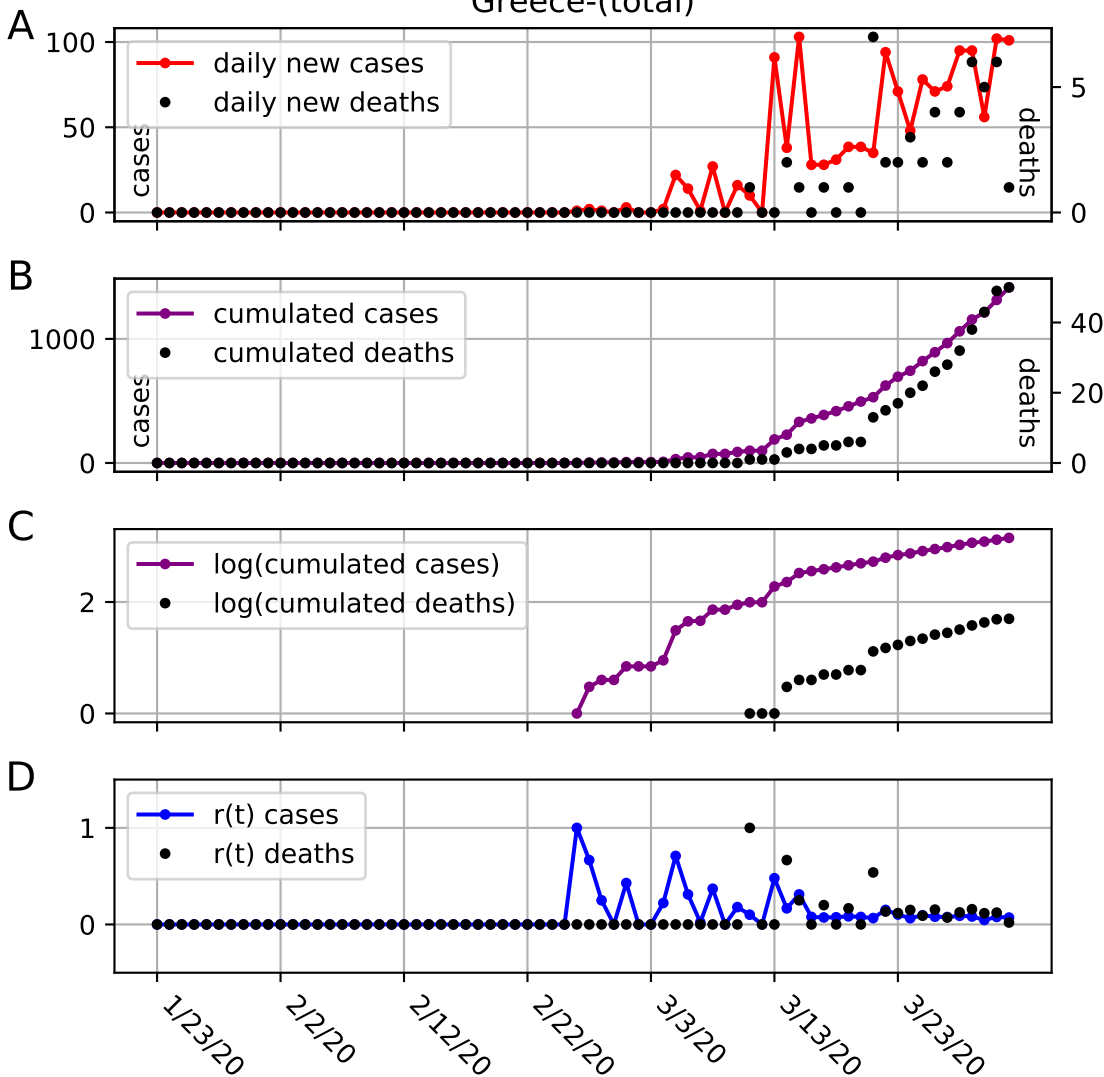 Greece-(total)
A
100
50
0
cases
daily new cases
daily new deaths
5
0
deaths
B
1000
0
cases
cumulated cases
cumulated deaths
40
20
0
deaths
C
2
0
log(cumulated cases)
log(cumulated deaths)
D
1
0
r(t) cases
r(t) deaths
1/23/20
2/2/20
2/12/20
2/22/20
3/3/20
3/13/20
3/23/20